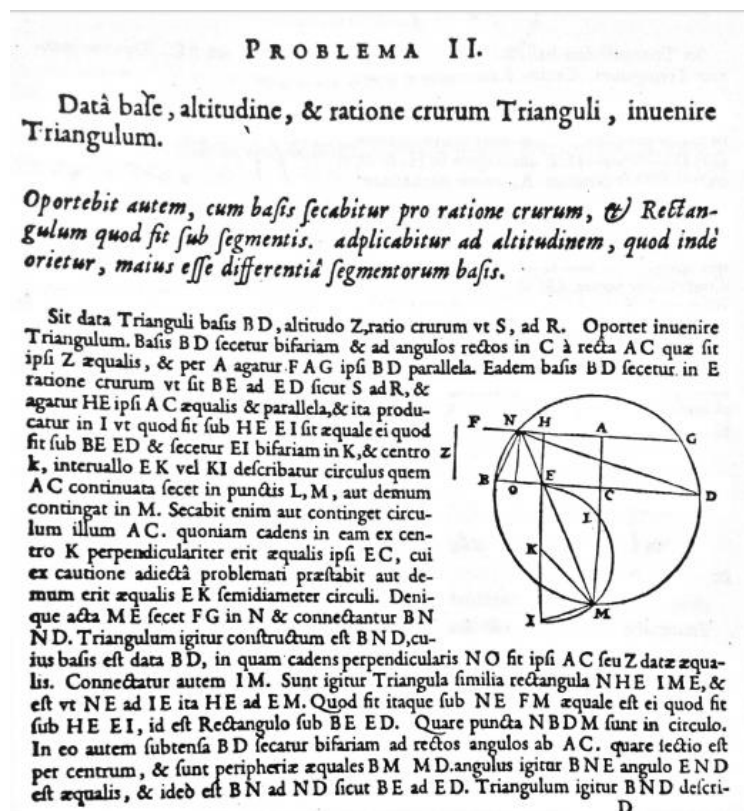 PROBLEMA II.
Datâ base, altitudine, & ratione crurum Trianguli, inuenire
Triangulum.
Oportebit autem, cum basis secabitur pro ratione crurum, & Rectan-
gulum quod fit sub segmentis. adplicabitur ad altitudinem, quod indè
orietur, maius esse differentiâ segmentorum basis.
Sit data Trianguli basis BD, altitudo Z, ratio crurum vt S, ad R. Oportet inuenire
Triangulum. Basis BD secetur bifariam & ad angulos rectos in C à recta AC quæ sit
ipsi Z æqualis, & per A agatur FAG ipsi BD parallela. Eadem basis BD secetur in E
ratione crurum vt sit BE ad ED sicut S ad R, &
agatur HE ipsi AC æqualis & parallela, & ita produ-
catur in I vt quod fit sub HE EI sit æquale ei quod
fit sub BE ED & secetur EI bifariam in K, & centro
k, interuallo EK vel KI describatur circulus quem
AC continuata secet in punctis L, M, aut demum
contingat in M. Secabit enim aut continget circu-
lum illum AC. quoniam cadens in eam ex cen-
tro K perpendiculariter erit æqualis ipsi EC, cui
ex cautione adiectâ problemati præstabit aut de-
mum erit æqualis EK semidiameter circuli. Deni-
que acta ME secet FG in N & connectantur BN
ND. Triangulum igitur constructum est BND, cu-
F N H A G
Z
B O E C D
I
K
I M
ius basis est data BD, in quam cadens perpendicularis NO fit ipsi AC seu Z datæ æqua-
lis. Connectatur autem IM. Sunt igitur Triangula similia rectangula NHE IME, &
est vt NE ad IE ita HE ad EM. Quod fit itaque sub NE FM æquale est ei quod fit
sub HE EI, id est Rectangulo sub BE ED. Quare puncta NBDM sunt in circulo.
In eo autem subtensa BD secatur bifariam ad rectos angulos ab AC. quare sectio est
per centrum, & sunt peripheriæ æquales BM MD. angulus igitur BNE angulo END
est æqualis, & ideò est BN ad ND sicut BE ad ED. Triangulum igitur BND descri-
D